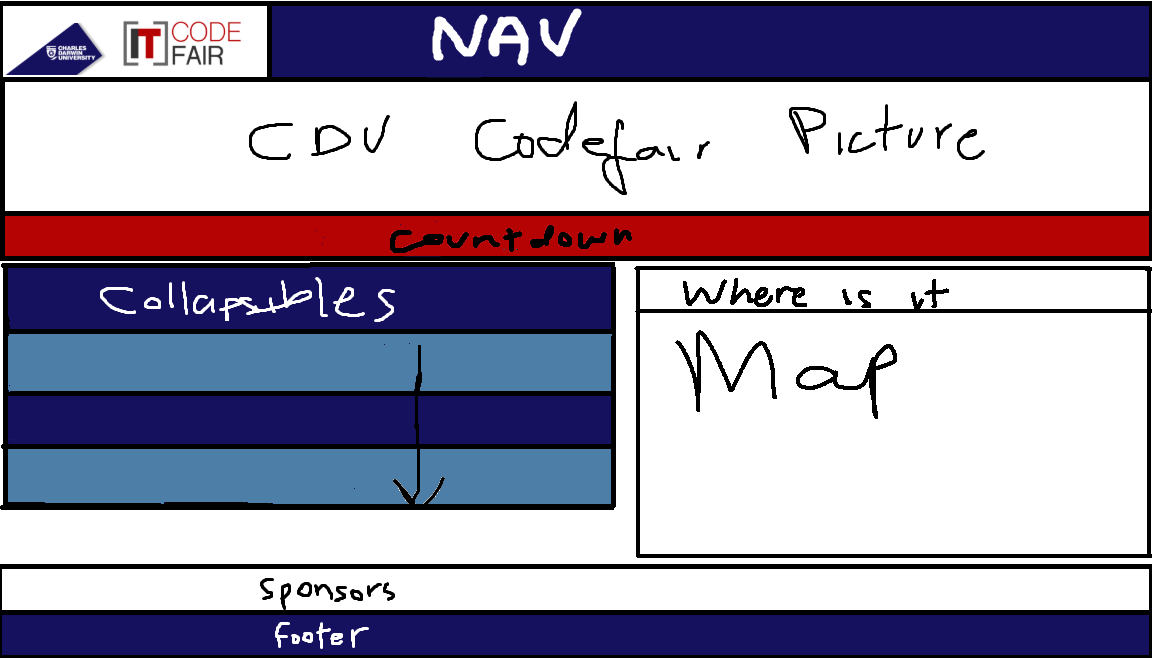 CHARLES
DARWIN
UNIVERSITY
[IT] CODE
FAIR
NAV
CDU Codefair Picture
Countdown
Collapsibles
Where is it
Map
Sponsors
footer